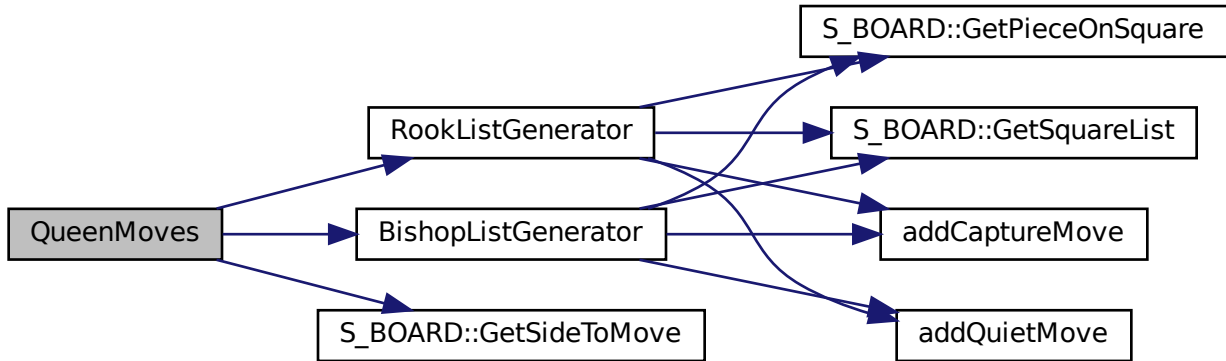 S_BOARD::GetPieceOnSquare
RookListGenerator
S_BOARD::GetSquareList
QueenMoves
BishopListGenerator
addCaptureMove
S_BOARD::GetSideToMove
addQuietMove